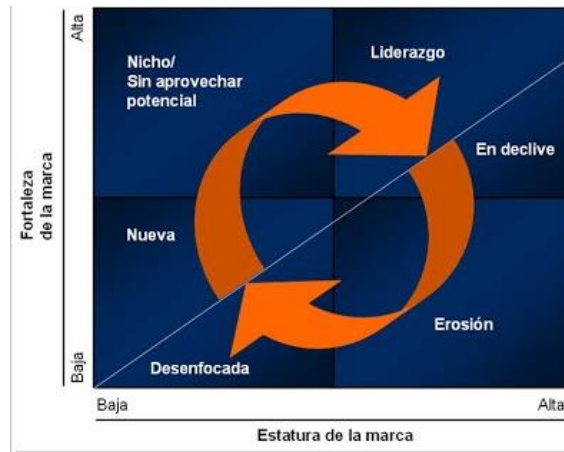 Alta
Nicho/
Sin aprovechar
potencial
Liderazgo
En declive
Fortaleza
de la marca
Nueva
Erosión
Desenfocada
Baja
Baja
Alta
Estatura de la marca